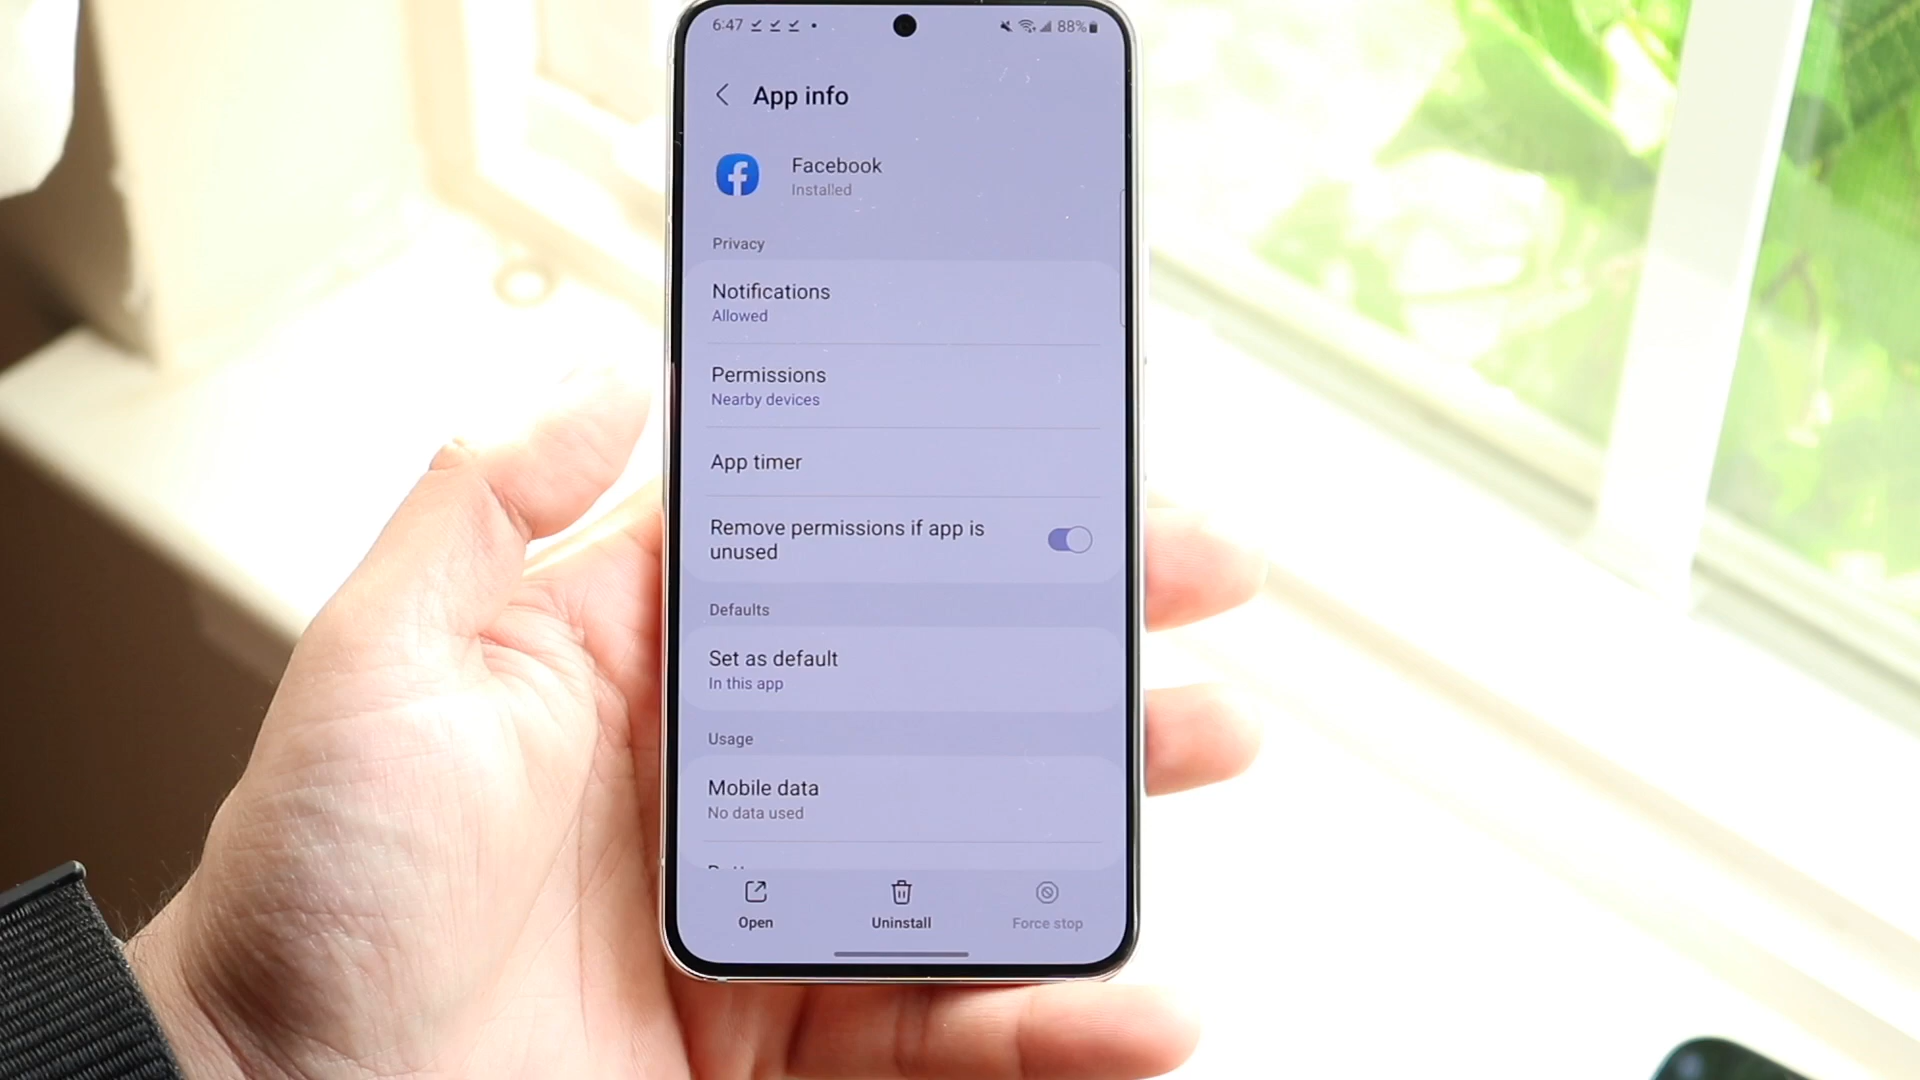 6:47 88%
App info
Facebook
Installed
Privacy
Notifications
Allowed
Permissions
Nearby devices
App timer
Remove permissions if app is
unused
Defaults
Set as default
In this app
Usage
Mobile data
No data used
Open Uninstall Force stop